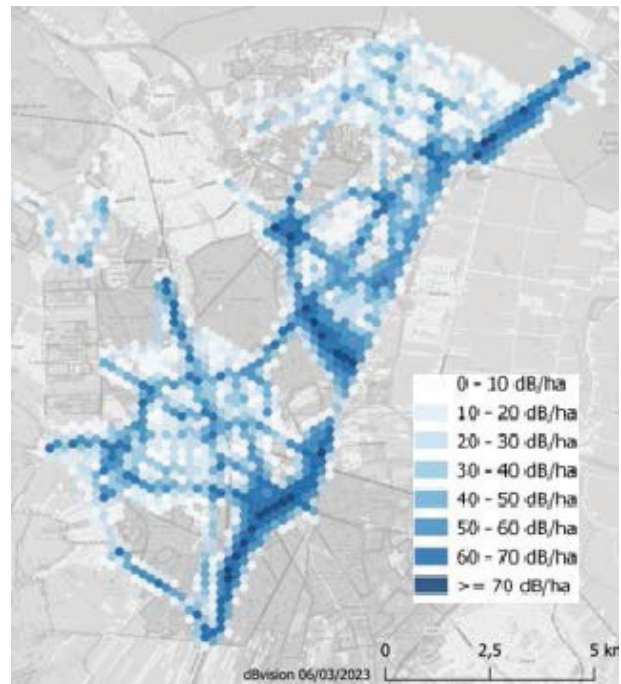 0 - 10 dB/ha
10 - 20 dB/ha
20 - 30 dB/ha
30 - 40 dB/ha
40 - 50 dB/ha
50 - 60 dB/ha
60 - 70 dB/ha
>= 70 dB/ha
0 2,5 5 km
dBvision 06/03/2023